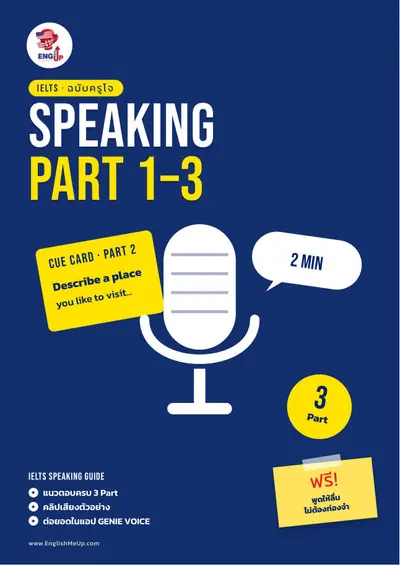 ENGUP
IELTS · ฉบับครูโจ
SPEAKING
PART 1–3
CUE CARD · PART 2
Describe a place
you like to visit...
2 MIN
3
Part
IELTS SPEAKING GUIDE
แนวตอบครบ 3 Part
คลิปเสียงตัวอย่าง
ต่อยอดในแอป GENIE VOICE
www.EnglishMeUp.com
ฟรี!
พูดให้ลื่น
ไม่ต้องท่องจำ